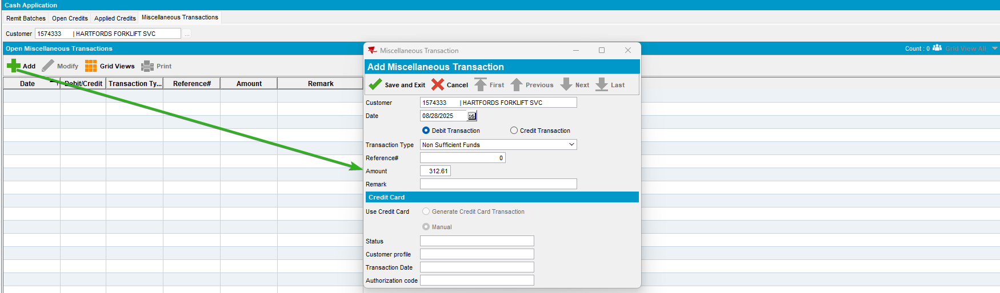 Cash Application
Remit Batches Open Credits Applied Credits Miscellaneous Transactions
Customer 1574333 | HARTFORDS FORKLIFT SVC ...
Open Miscellaneous Transactions Count : 0 Grid View All
Add Modify Grid Views Print
Date Debit/Credit Transaction Ty... Reference# Amount Remark
Miscellaneous Transaction
Add Miscellaneous Transaction
Save and Exit Cancel First Previous Next Last
Customer 1574333 | HARTFORDS FORKLIFT SVC
Date 08/28/2025 16
Debit Transaction Credit Transaction
Transaction Type Non Sufficient Funds
Reference# 0
Amount 312.61
Remark
Credit Card
Use Credit Card Generate Credit Card Transaction
Manual
Status
Customer profile
Transaction Date
Authorization code